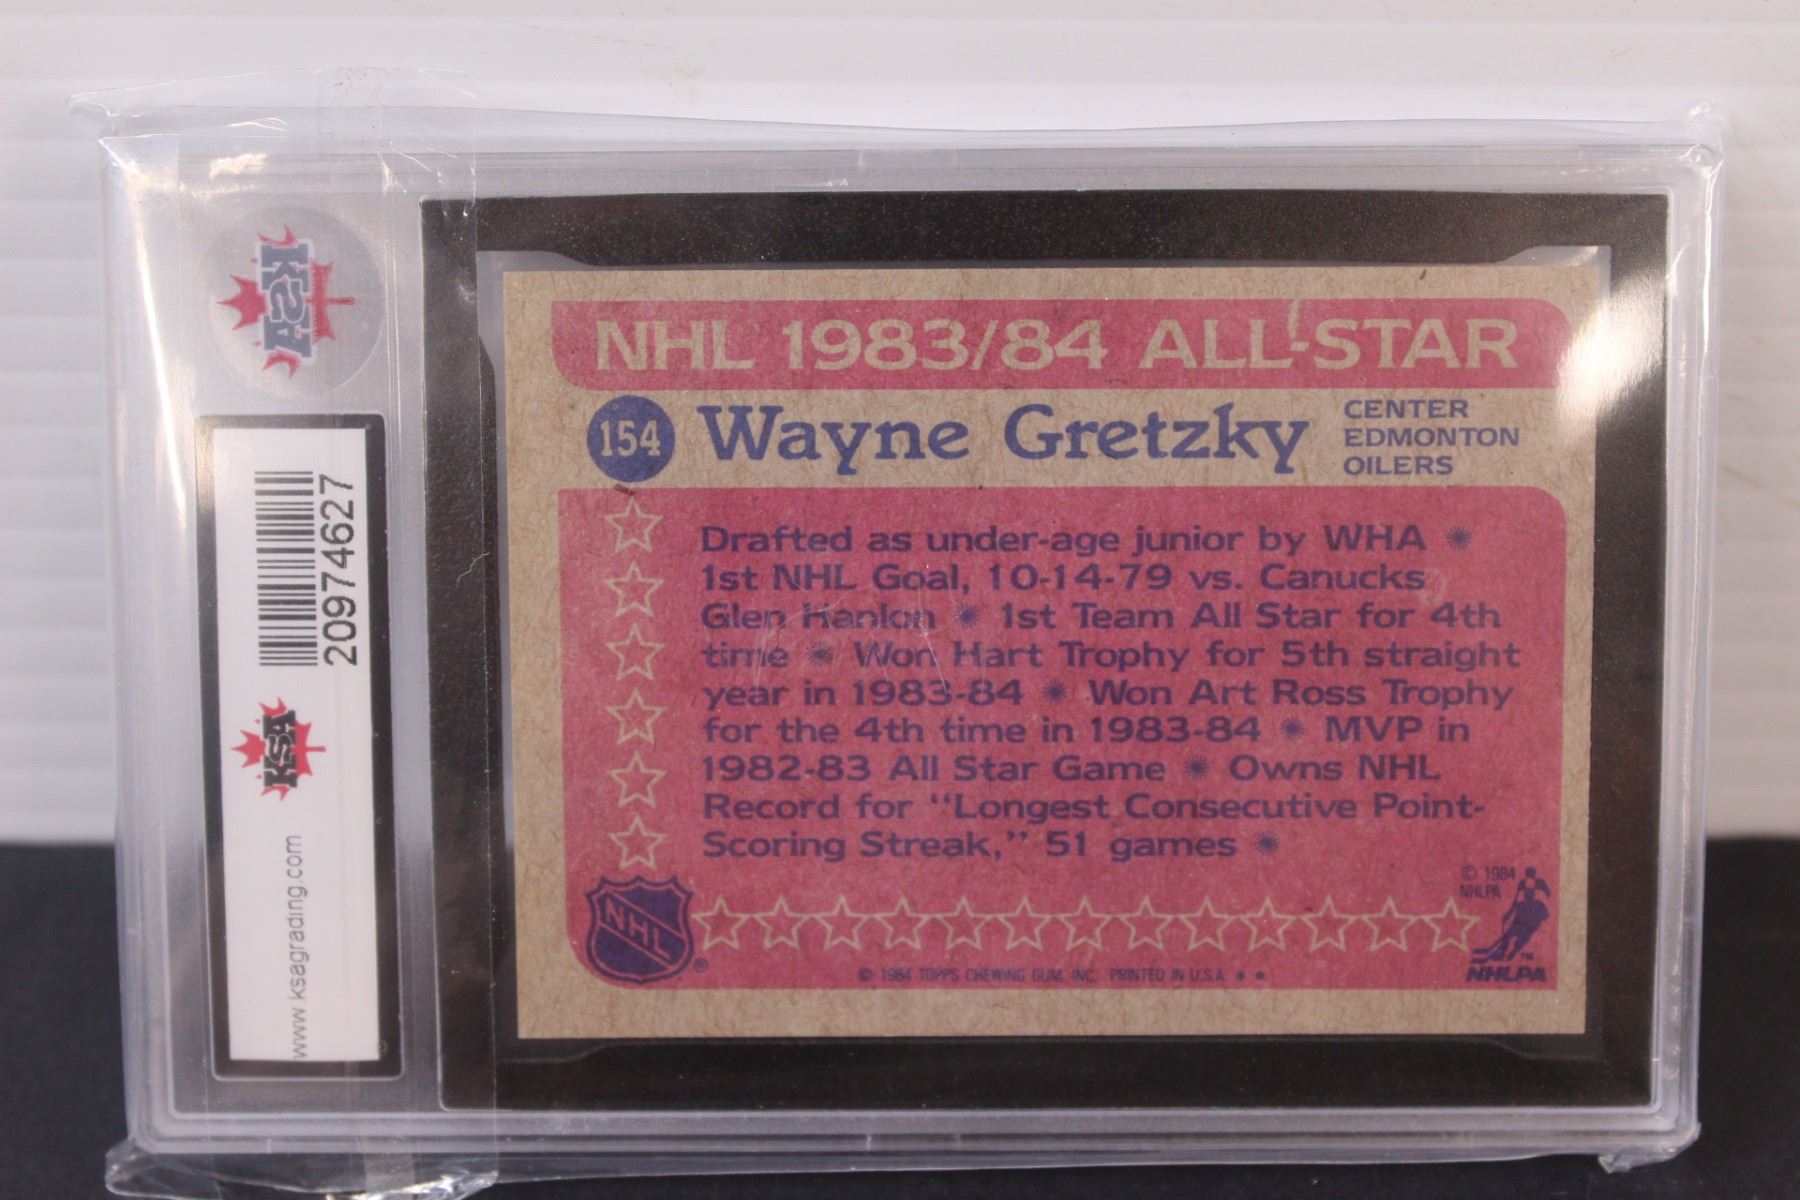 KSA
20974627
KSA
www.ksagrading.com
NHL 1983/84 ALL-STAR
154 Wayne Gretzky
CENTER
EDMONTON
OILERS
Drafted as under-age junior by WHA
1st NHL Goal, 10-14-79 vs. Canucks
Glen Hanlon * 1st Team All Star for 4th
time * Won Hart Trophy for 5th straight
year in 1983-84 * Won Art Ross Trophy
for the 4th time in 1983-84 * MVP in
1982-83 All Star Game * Owns NHL
Record for "Longest Consecutive Point-
Scoring Streak," 51 games *
© 1984
NHLPA
NHL ®
© 1984 TOPPS CHEWING GUM, INC. PRINTED IN U.S.A. * *
™
NHLPA